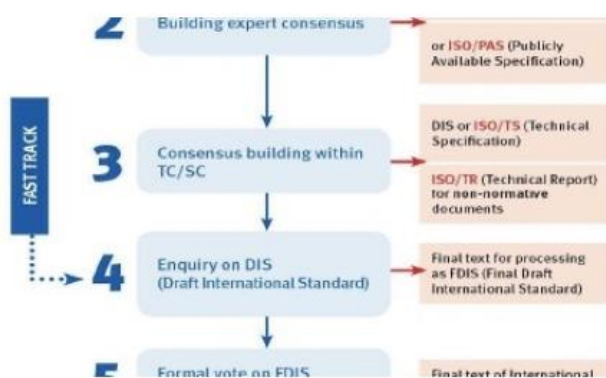 2
Building expert consensus
or ISO/PAS (Publicly
Available Specification)
FAST TRACK
3
Consensus building within
TC/SC
DIS or ISO/TS (Technical
Specification)
ISO/TR (Technical Report)
for non-normative
documents
4
Enquiry on DIS
(Draft International Standard)
Final text for processing
as FDIS (Final Draft
International Standard)
5
Formal vote on FDIS
Final text of International